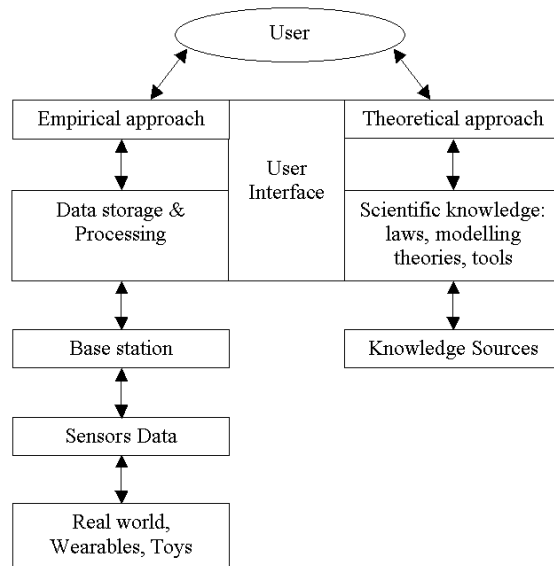 User
Empirical approach
Theoretical approach
User
Interface
Data storage &
Processing
Scientific knowledge:
laws, modelling
theories, tools
Base station
Knowledge Sources
Sensors Data
Real world,
Wearables, Toys